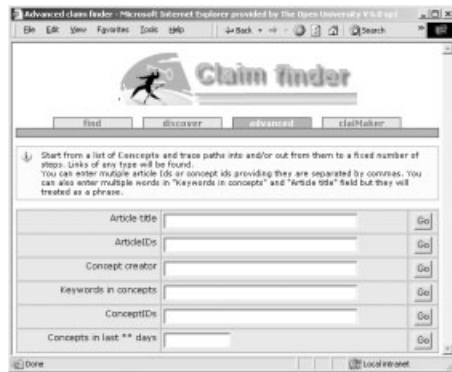 Advanced claim finder - Microsoft Internet Explorer provided by The Open University V 6.0 sp1
File Edit View Favorites Tools Help Back Search
Claim finder
find discover advanced claiMaker
Start from a list of Concepts and trace paths into and/or out from them to a fixed number of
steps. Links of any type will be found.
You can enter mutiple article Ids or concept ids providing they are separated by commas. You
can also enter multiple words in "Keywords in concepts" and "Article title" field but they will
treated as a phrase.
Article title Go
ArticleIDs Go
Concept creator Go
Keywords in concepts Go
ConceptIDs Go
Concepts in last ** days Go
Done Local intranet